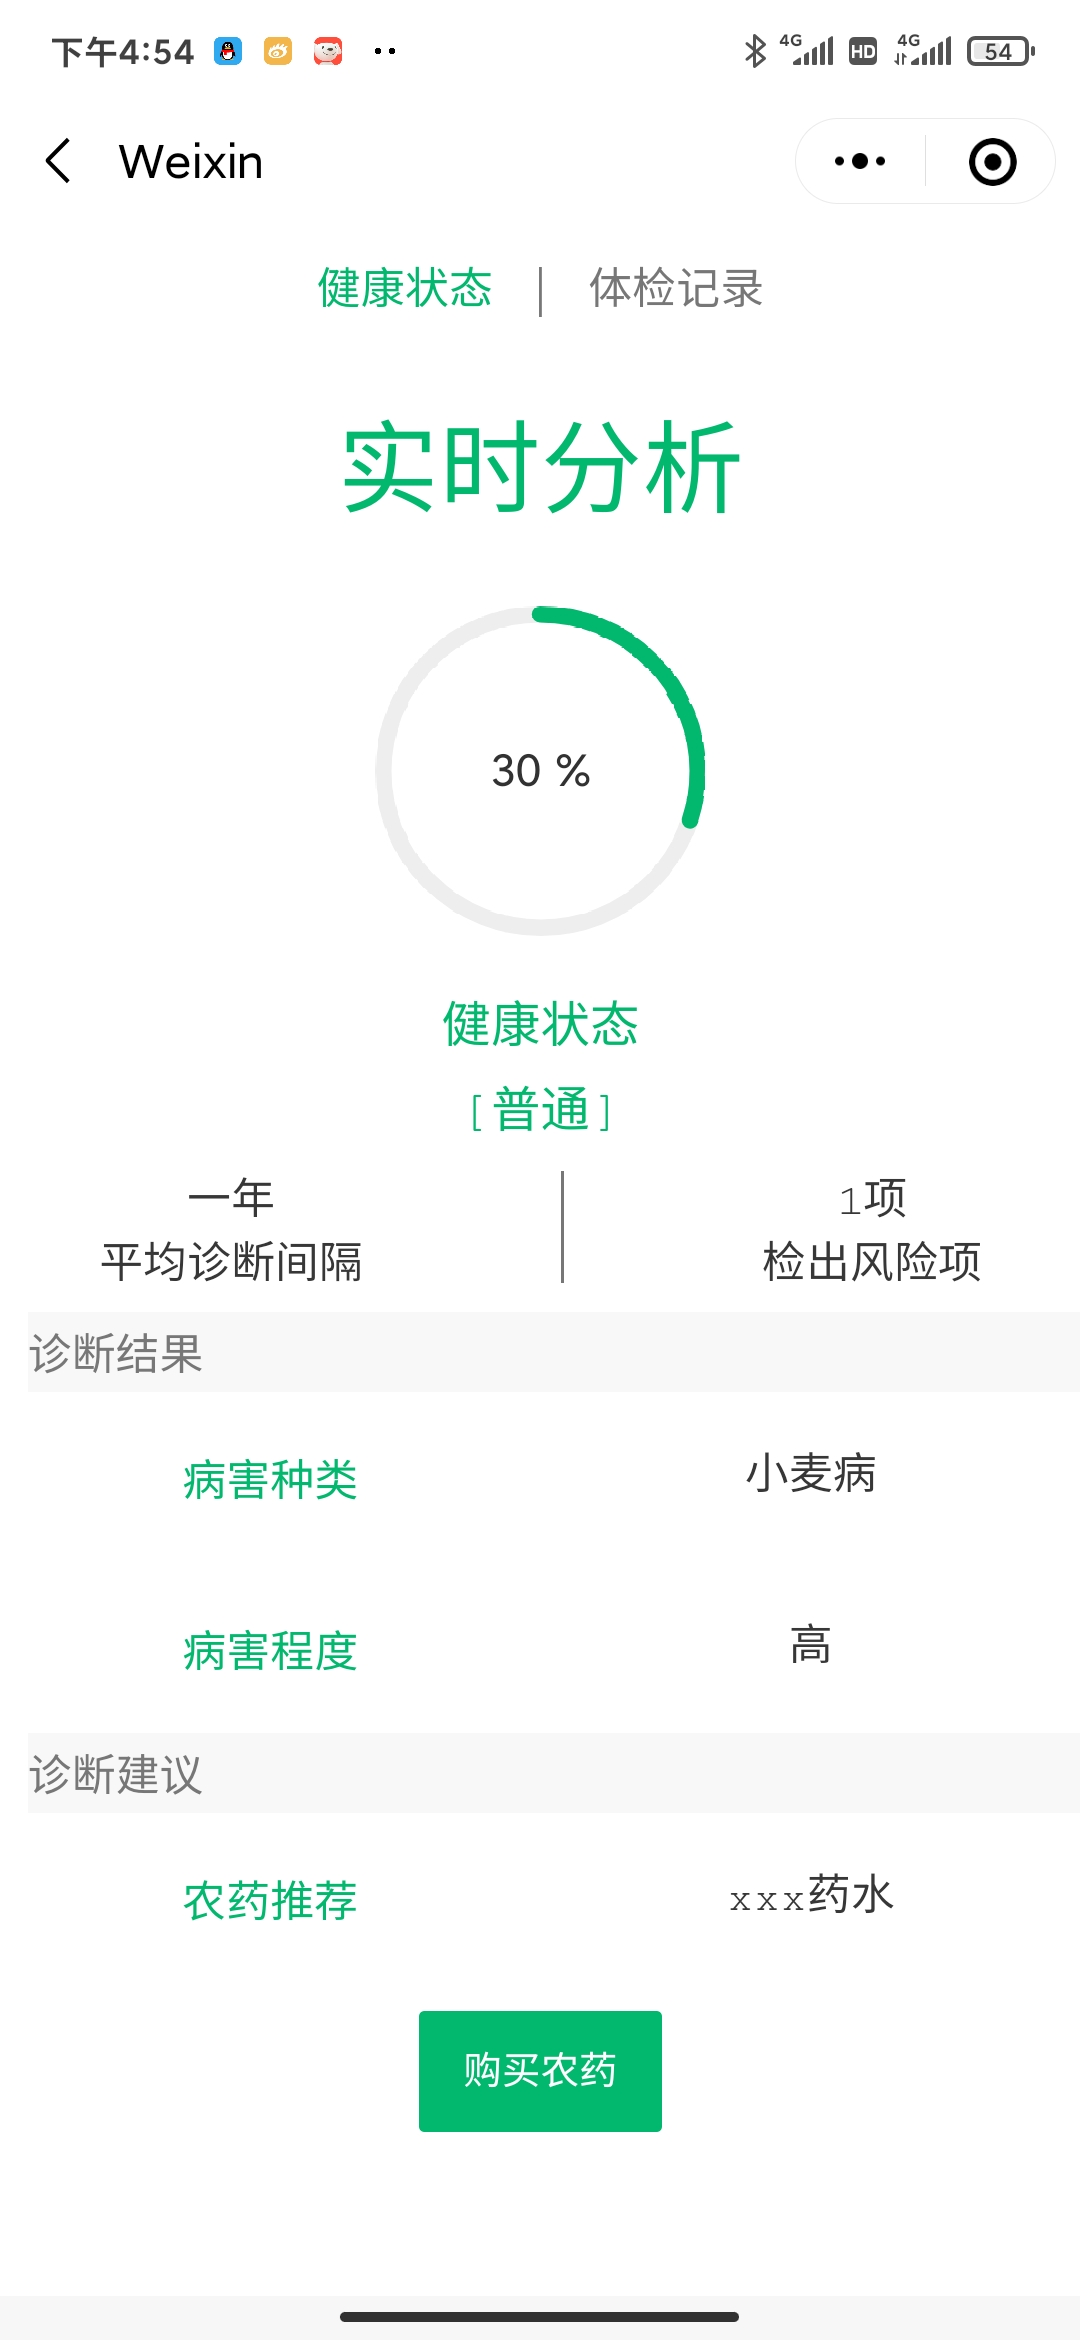 下午4:54
4G HD 4G 54
Weixin
健康状态 | 体检记录
实时分析
30 %
健康状态
[普通]
一年
平均诊断间隔
1项
检出风险项
诊断结果
病害种类 小麦病
病害程度 高
诊断建议
农药推荐 xxx药水
购买农药